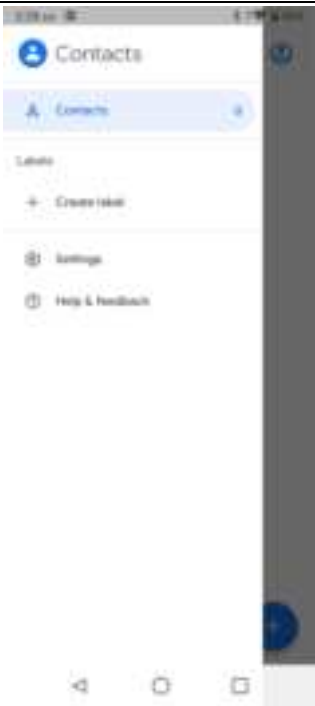 Contacts
Contacts
Labels
Create label
Settings
Help & feedback